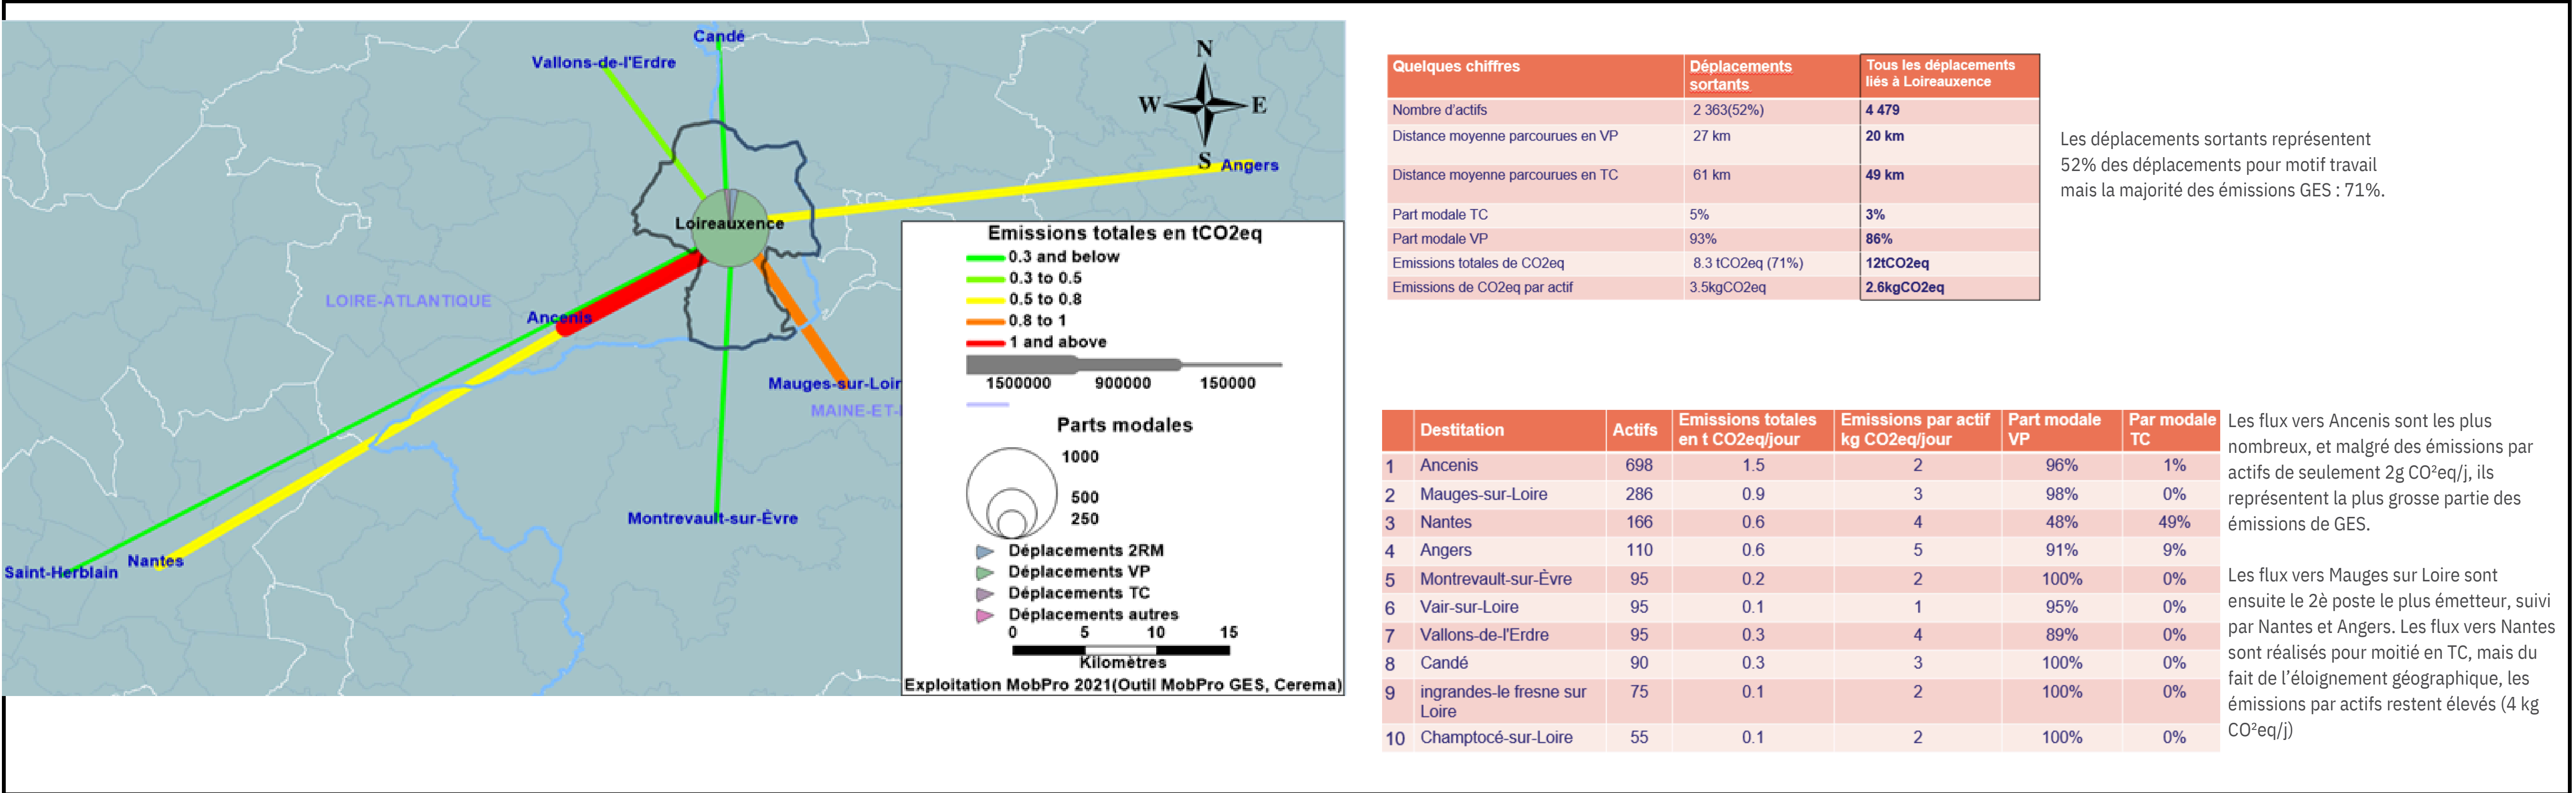 Candé
Vallons-de-l'Erdre
N
W
E
S
Angers
Loireauxence
LOIRE-ATLANTIQUE
Ancenis
Mauges-sur-Loir
MAINE-ET-
Montrevault-sur-Èvre
Nantes
Saint-Herblain
Emissions totales en tCO2eq
0.3 and below
0.3 to 0.5
0.5 to 0.8
0.8 to 1
1 and above
1500000 900000 150000
Parts modales
1000
500
250
Déplacements 2RM
Déplacements VP
Déplacements TC
Déplacements autres
0 5 10 15
Kilomètres
Exploitation MobPro 2021(Outil MobPro GES, Cerema)
Quelques chiffres Déplacements sortants Tous les déplacements liés à Loireauxence
Nombre d'actifs 2 363(52%) 4 479
Distance moyenne parcourues en VP 27 km 20 km
Distance moyenne parcourues en TC 61 km 49 km
Part modale TC 5% 3%
Part modale VP 93% 86%
Emissions totales de CO2eq 8.3 tCO2eq (71%) 12tCO2eq
Emissions de CO2eq par actif 3.5kgCO2eq 2.6kgCO2eq
Les déplacements sortants représentent
52% des déplacements pour motif travail
mais la majorité des émissions GES : 71%.
Destitation Actifs Emissions totales en t CO2eq/jour Emissions par actif kg CO2eq/jour Part modale VP Par modale TC
1 Ancenis 698 1.5 2 96% 1%
2 Mauges-sur-Loire 286 0.9 3 98% 0%
3 Nantes 166 0.6 4 48% 49%
4 Angers 110 0.6 5 91% 9%
5 Montrevault-sur-Èvre 95 0.2 2 100% 0%
6 Vair-sur-Loire 95 0.1 1 95% 0%
7 Vallons-de-l'Erdre 95 0.3 4 89% 0%
8 Candé 90 0.3 3 100% 0%
9 ingrandes-le fresne sur Loire 75 0.1 2 100% 0%
10 Champtocé-sur-Loire 55 0.1 2 100% 0%
Les flux vers Ancenis sont les plus
nombreux, et malgré des émissions par
actifs de seulement 2g CO²eq/j, ils
représentent la plus grosse partie des
émissions de GES.
Les flux vers Mauges sur Loire sont
ensuite le 2è poste le plus émetteur, suivi
par Nantes et Angers. Les flux vers Nantes
sont réalisés pour moitié en TC, mais du
fait de l'éloignement géographique, les
émissions par actifs restent élevés (4 kg
CO²eq/j)